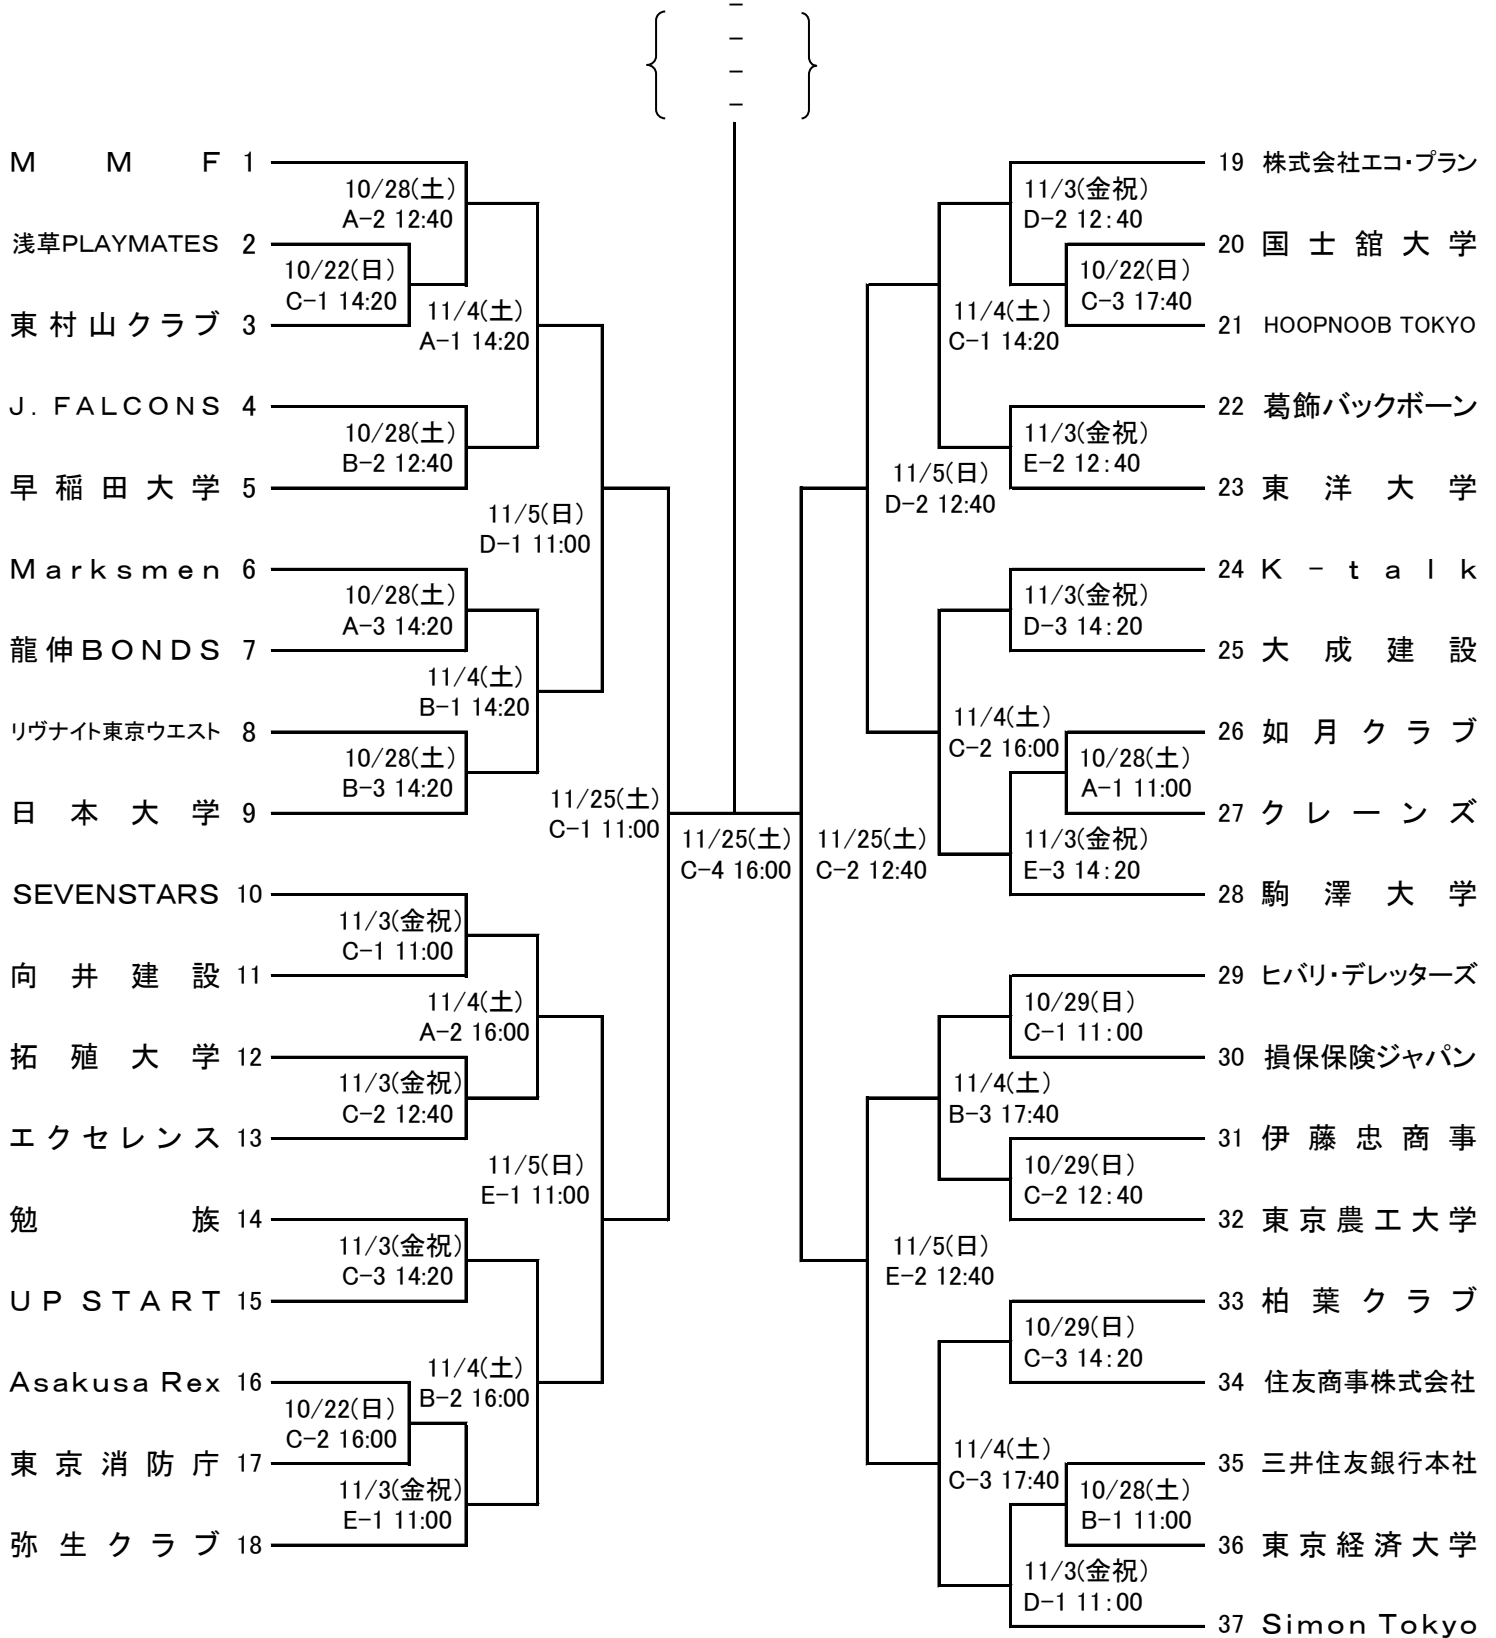 M M F 1
10/28(土)
A-2 12:40
浅草PLAYMATES 2
10/22(日)
C-1 14:20
東村山クラブ 3
11/4(土)
A-1 14:20
J. FALCONS 4
10/28(土)
B-2 12:40
早稲田大学 5
11/5(日)
D-1 11:00
Marksmen 6
10/28(土)
A-3 14:20
龍伸BONDS 7
11/4(土)
B-1 14:20
リヴナイト東京ウエスト 8
10/28(土)
B-3 14:20
日本大学 9
11/25(土)
C-1 11:00
SEVENSTARS 10
11/3(金祝)
C-1 11:00
向井建設 11
11/4(土)
A-2 16:00
拓殖大学 12
11/3(金祝)
C-2 12:40
エクセレンス 13
11/5(日)
E-1 11:00
勉族 14
11/3(金祝)
C-3 14:20
UP START 15
11/4(土)
B-2 16:00
Asakusa Rex 16
10/22(日)
C-2 16:00
東京消防庁 17
11/3(金祝)
E-1 11:00
弥生クラブ 18
11/25(土)
C-4 16:00
19 株式会社エコ・プラン
11/3(金祝)
D-2 12:40
20 国士舘大学
10/22(日)
C-3 17:40
21 HOOPNOOB TOKYO
11/4(土)
C-1 14:20
22 葛飾バックボーン
11/3(金祝)
E-2 12:40
23 東洋大学
11/5(日)
D-2 12:40
24 K-talk
11/3(金祝)
D-3 14:20
25 大成建設
11/4(土)
C-2 16:00
26 如月クラブ
10/28(土)
A-1 11:00
27 クレーンズ
11/3(金祝)
E-3 14:20
28 駒澤大学
11/25(土)
C-2 12:40
29 ヒバリ・デレッターズ
10/29(日)
C-1 11:00
30 損保保険ジャパン
11/4(土)
B-3 17:40
31 伊藤忠商事
10/29(日)
C-2 12:40
32 東京農工大学
11/5(日)
E-2 12:40
33 柏葉クラブ
10/29(日)
C-3 14:20
34 住友商事株式会社
11/4(土)
C-3 17:40
35 三井住友銀行本社
10/28(土)
B-1 11:00
36 東京経済大学
11/3(金祝)
D-1 11:00
37 Simon Tokyo